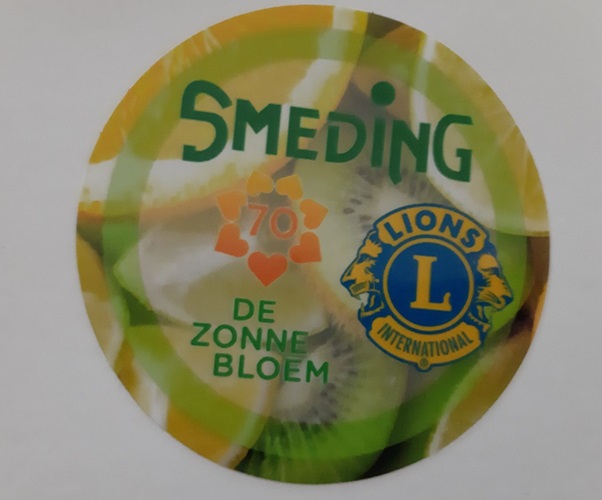 SMEDING
70
DE
ZONNE
BLOEM
LIONS
L
INTERNATIONAL
®